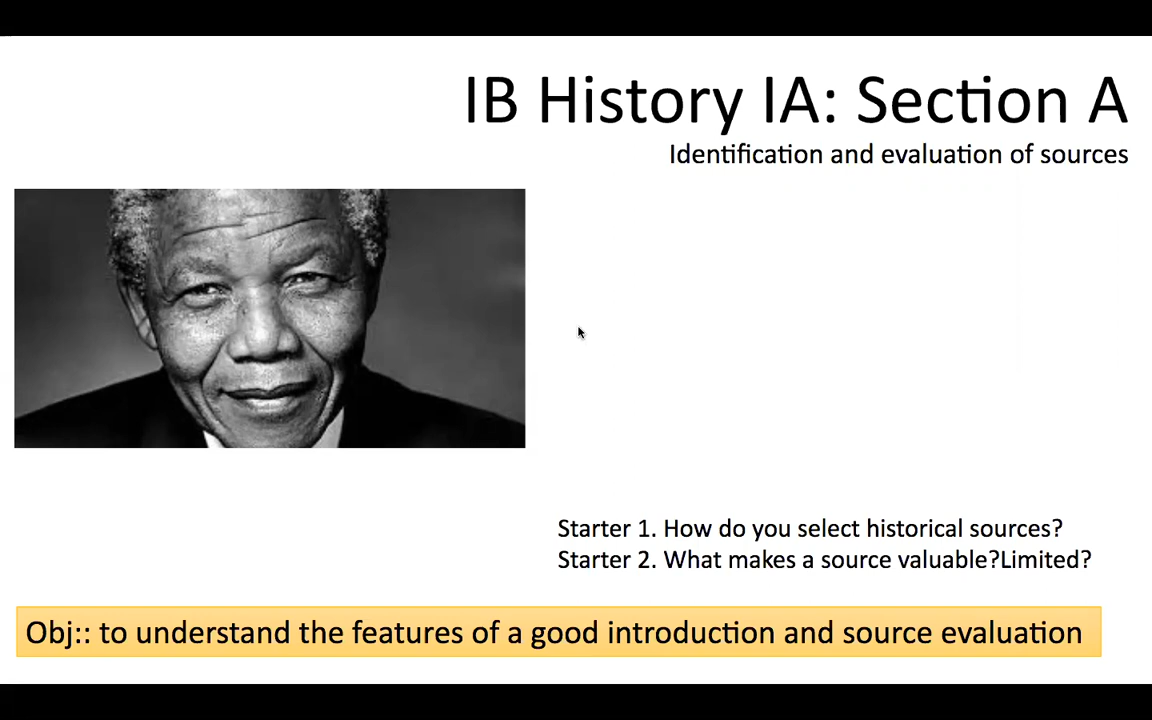 IB History IA: Section A
Identification and evaluation of sources
Starter 1. How do you select historical sources?
Starter 2. What makes a source valuable?Limited?
Obj:: to understand the features of a good introduction and source evaluation